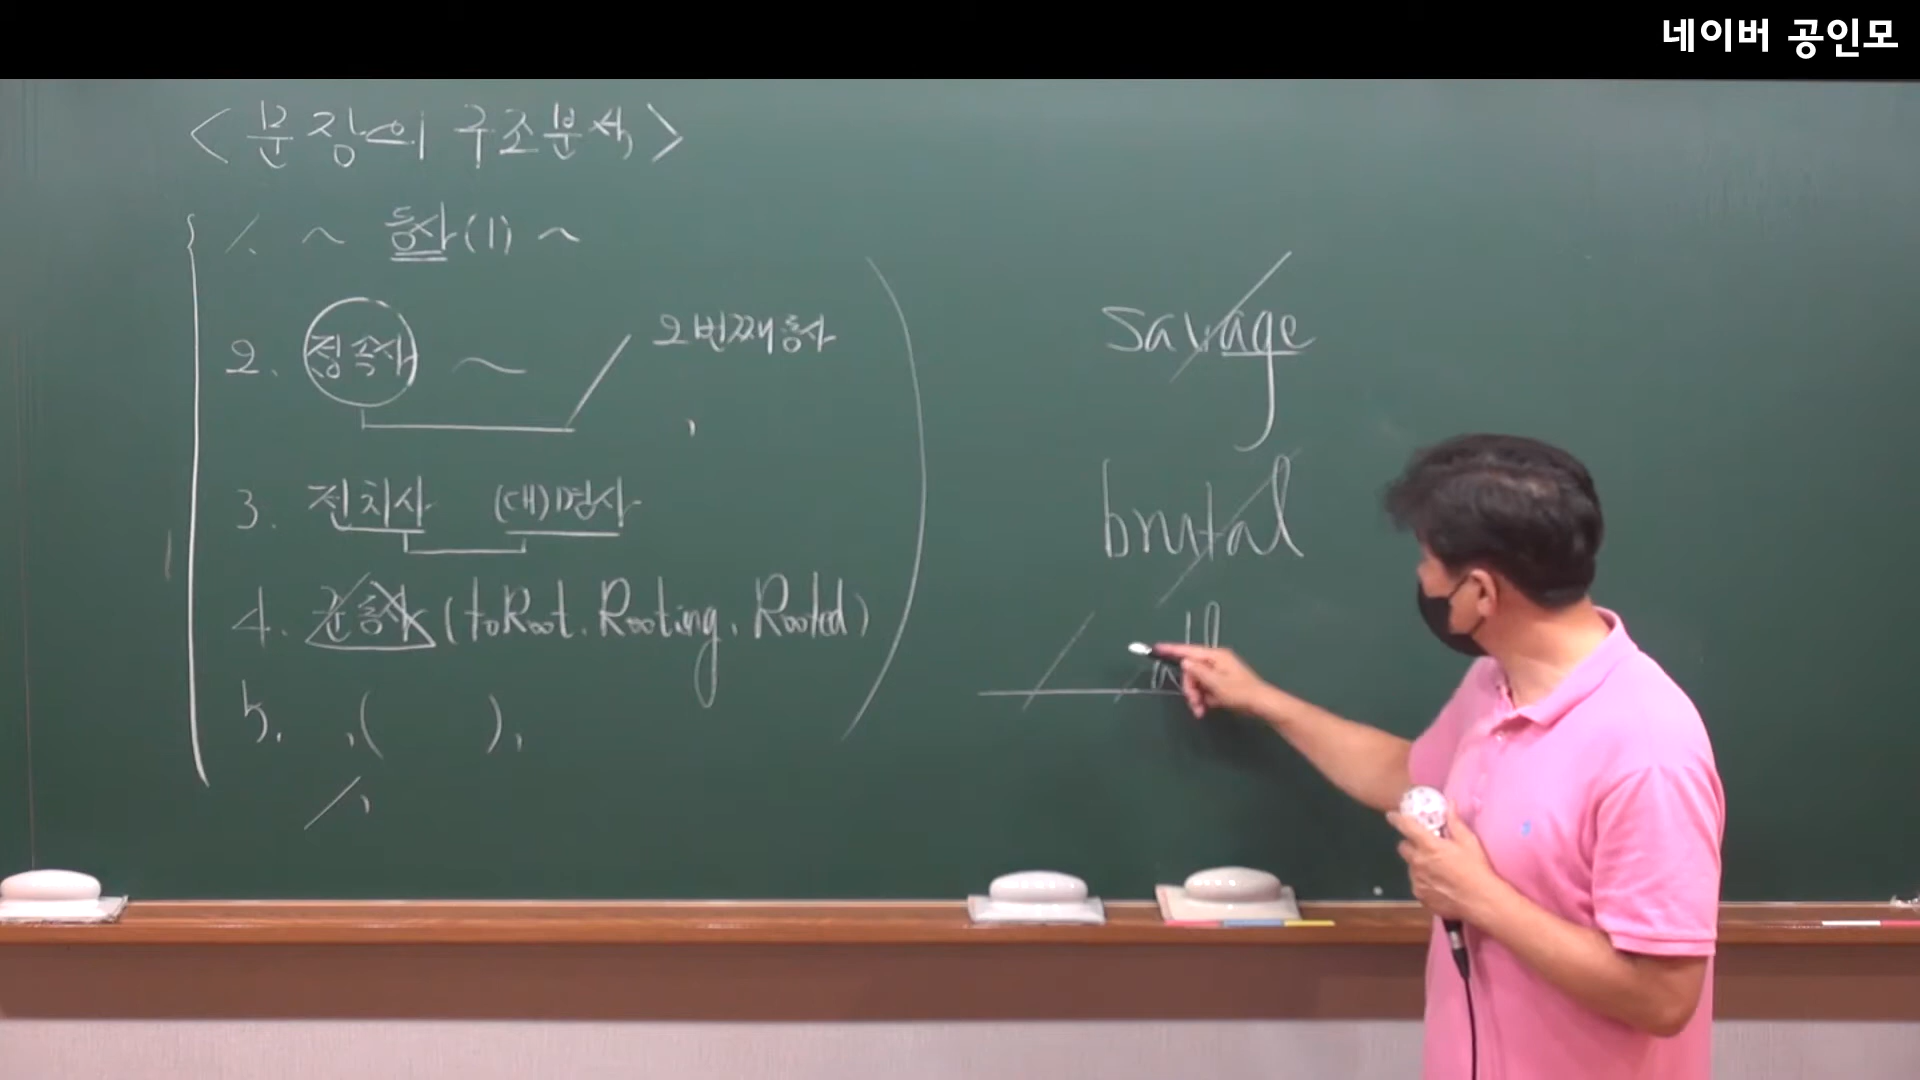 네이버 공인모
<문장의 구조분석>
1. ~ 동사(1) ~
2. 접속사 ~ 2번째 동사
3. 전치사 (대)명사
4. 준동사 (toRoot. Rooting, Rooted)
5. ,( ),
savage
brutal